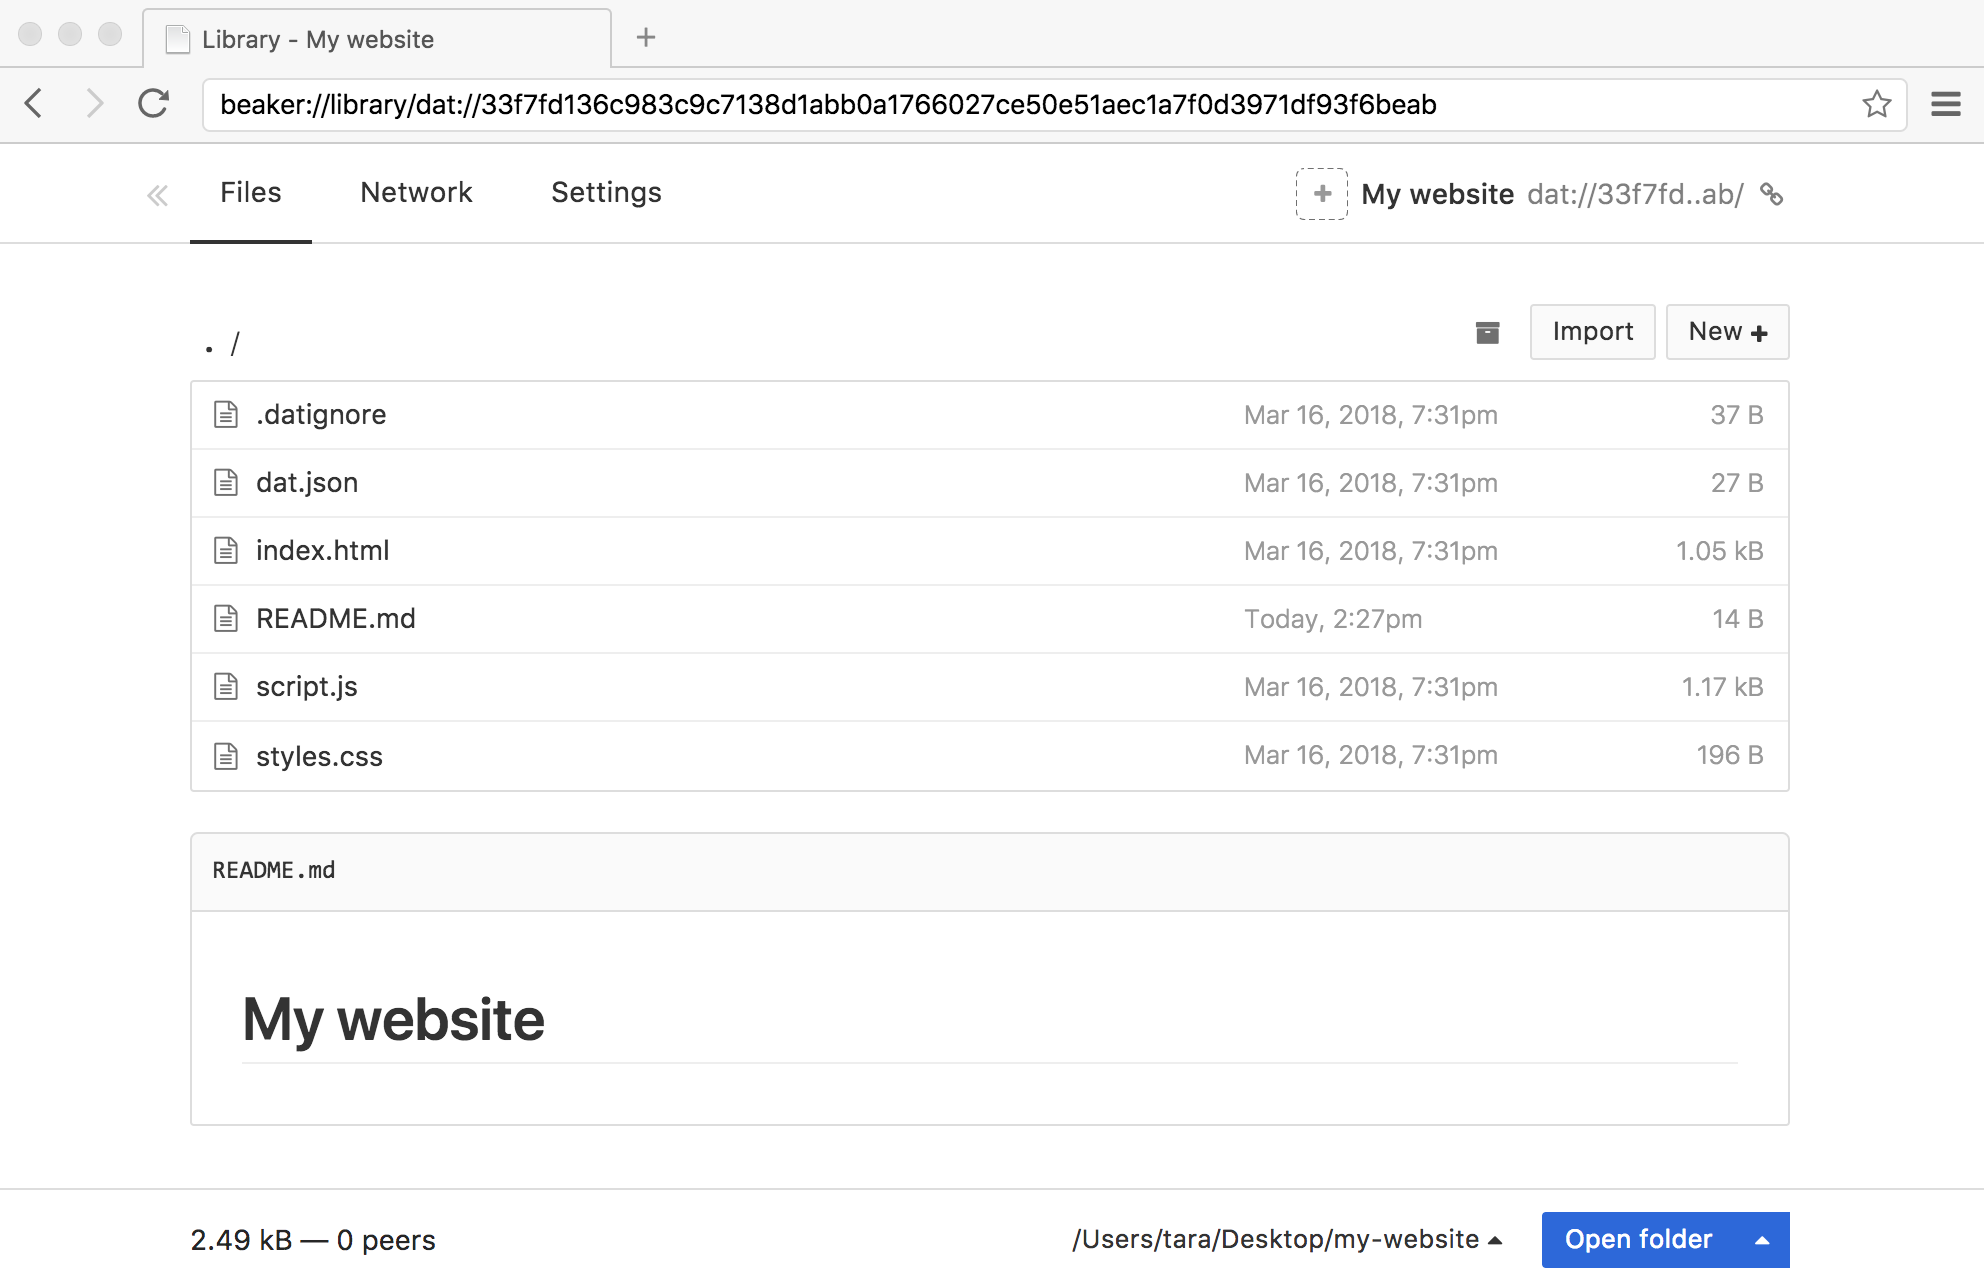 Library - My website
beaker://library/dat://33f7fd136c983c9c7138d1abb0a1766027ce50e51aec1a7f0d3971df93f6beab
Files Network Settings + My website dat://33f7fd..ab/
. / Import New +
.datignore Mar 16, 2018, 7:31pm 37 B
dat.json Mar 16, 2018, 7:31pm 27 B
index.html Mar 16, 2018, 7:31pm 1.05 kB
README.md Today, 2:27pm 14 B
script.js Mar 16, 2018, 7:31pm 1.17 kB
styles.css Mar 16, 2018, 7:31pm 196 B
README.md
My website
2.49 kB — 0 peers /Users/tara/Desktop/my-website Open folder